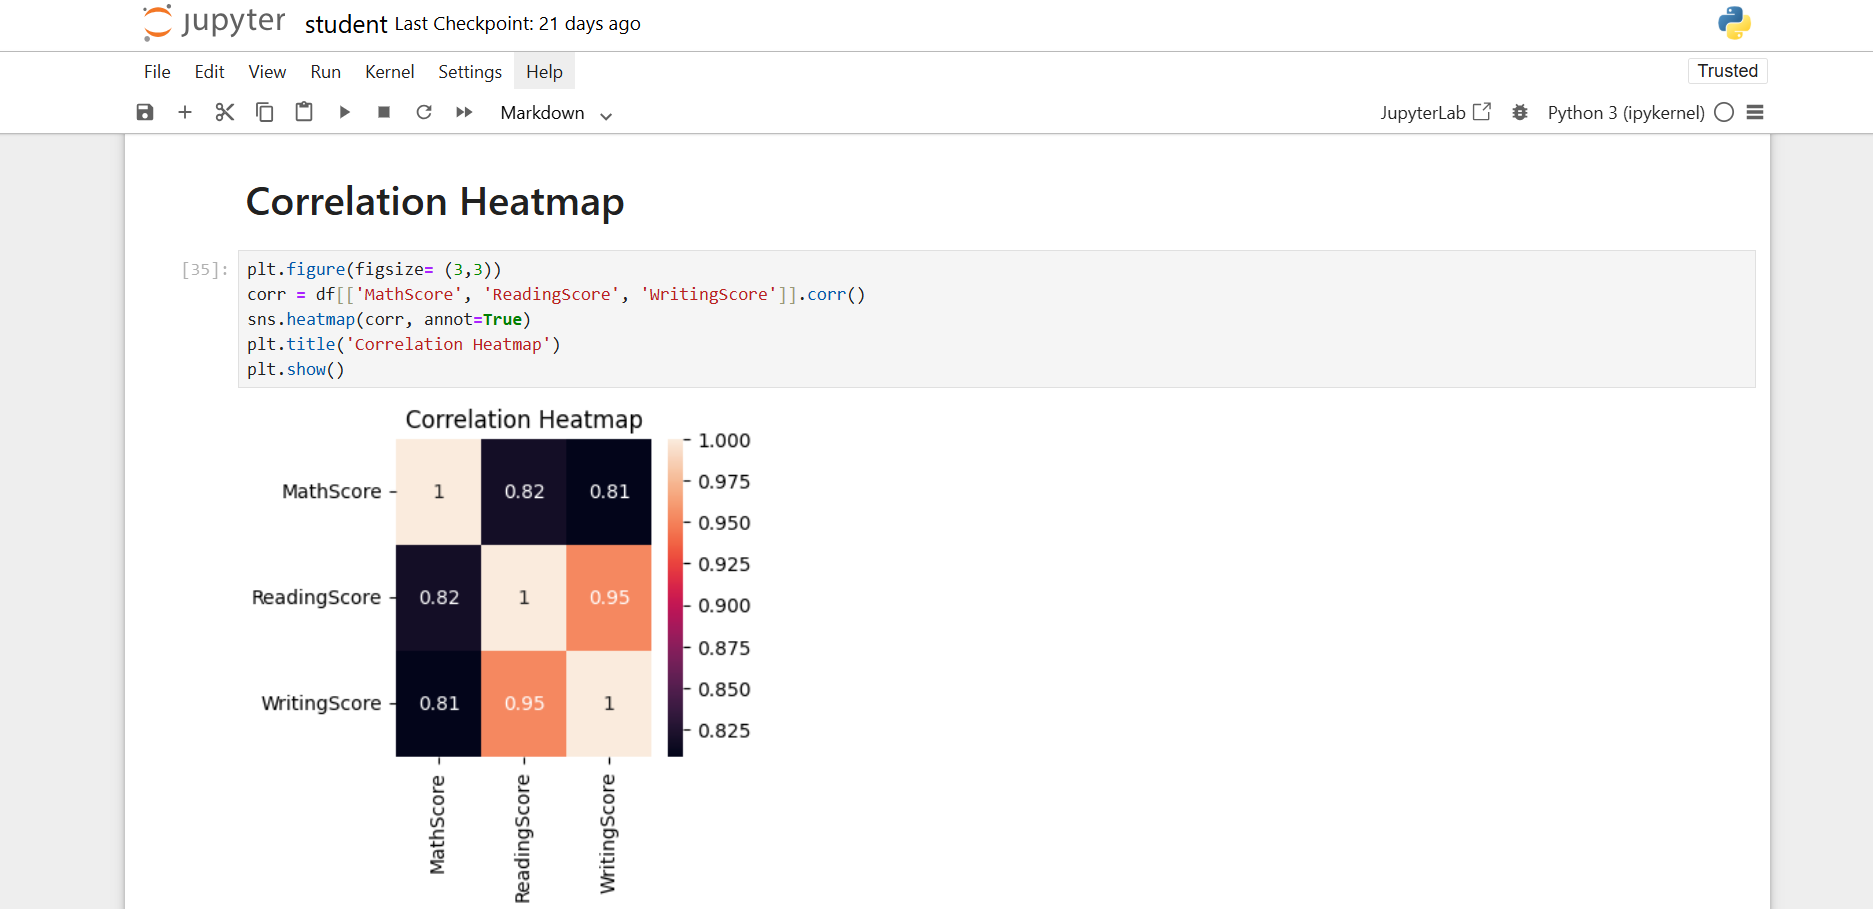 jupyter student Last Checkpoint: 21 days ago
File Edit View Run Kernel Settings Help Trusted
Markdown JupyterLab Python 3 (ipykernel)
Correlation Heatmap
[35]: plt.figure(figsize= (3,3))
corr = df[['MathScore', 'ReadingScore', 'WritingScore']].corr()
sns.heatmap(corr, annot=True)
plt.title('Correlation Heatmap')
plt.show()
Correlation Heatmap
MathScore 1 0.82 0.81
ReadingScore 0.82 1 0.95
WritingScore 0.81 0.95 1
MathScore
ReadingScore
WritingScore
1.000
0.975
0.950
0.925
0.900
0.875
0.850
0.825